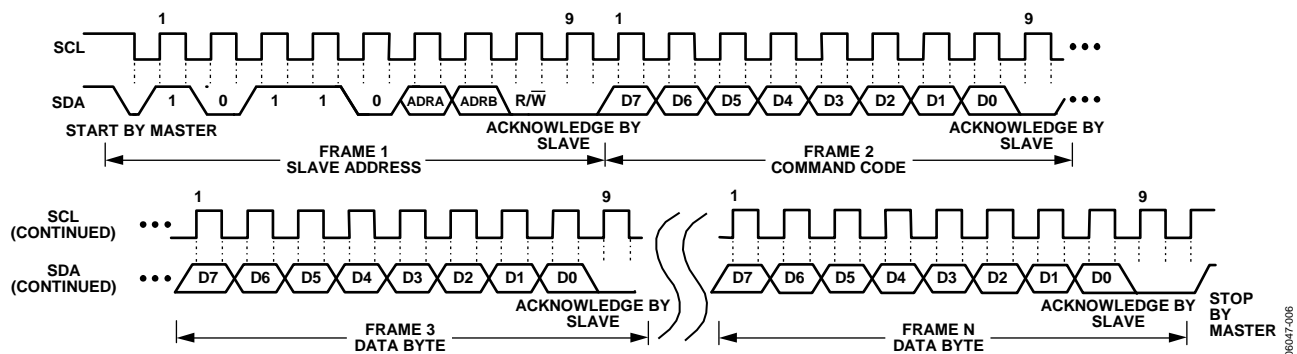 1 9 1 9
SCL
SDA 1 0 1 1 0 ADRA ADRB R/W̅ D7 D6 D5 D4 D3 D2 D1 D0
START BY MASTER ACKNOWLEDGE BY SLAVE ACKNOWLEDGE BY SLAVE
FRAME 1 SLAVE ADDRESS FRAME 2 COMMAND CODE
1 9 1 9
SCL (CONTINUED)
SDA (CONTINUED) D7 D6 D5 D4 D3 D2 D1 D0 D7 D6 D5 D4 D3 D2 D1 D0
ACKNOWLEDGE BY SLAVE ACKNOWLEDGE BY SLAVE STOP BY MASTER
FRAME 3 DATA BYTE FRAME N DATA BYTE
06047-006